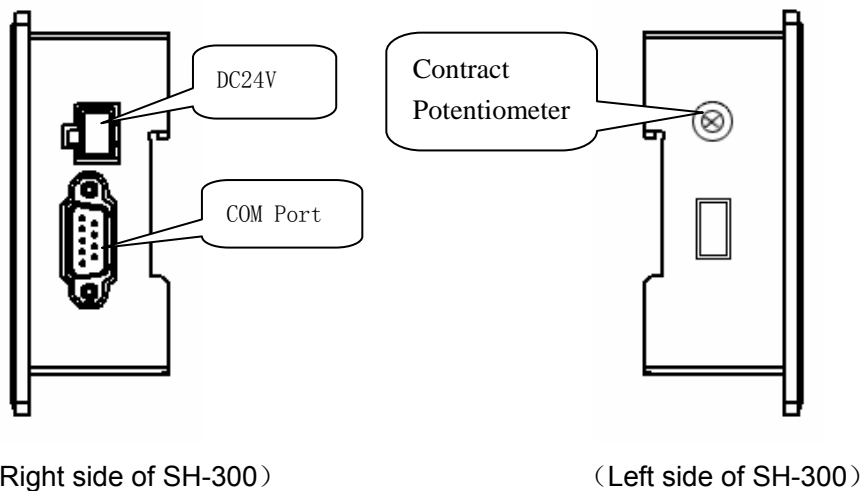 DC24V
COM Port
Contract
Potentiometer
Right side of SH-300）
（Left side of SH-300）